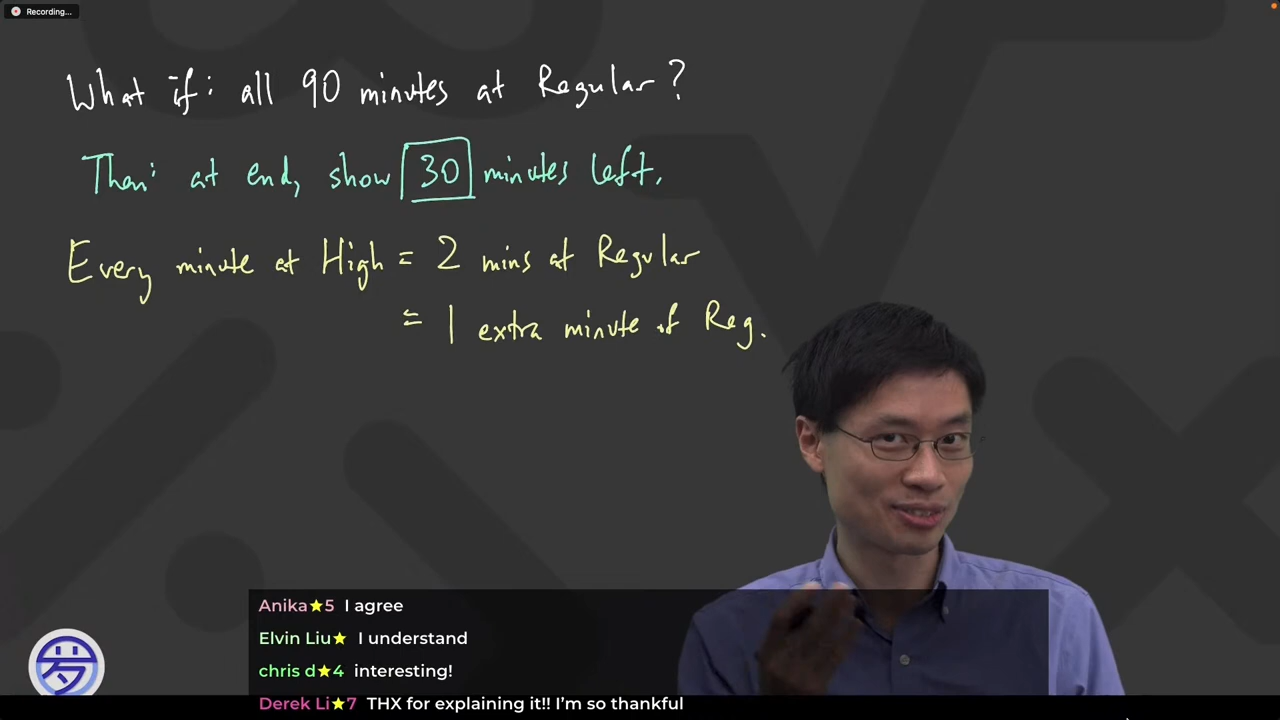 Recording...
What if: all 90 minutes at Regular?
Then: at end, show 30 minutes left.
Every minute at High = 2 mins at Regular
= 1 extra minute of Reg.
Anika★5 I agree
Elvin Liu★ I understand
chris d★4 interesting!
Derek Li★7 THX for explaining it!! I'm so thankful